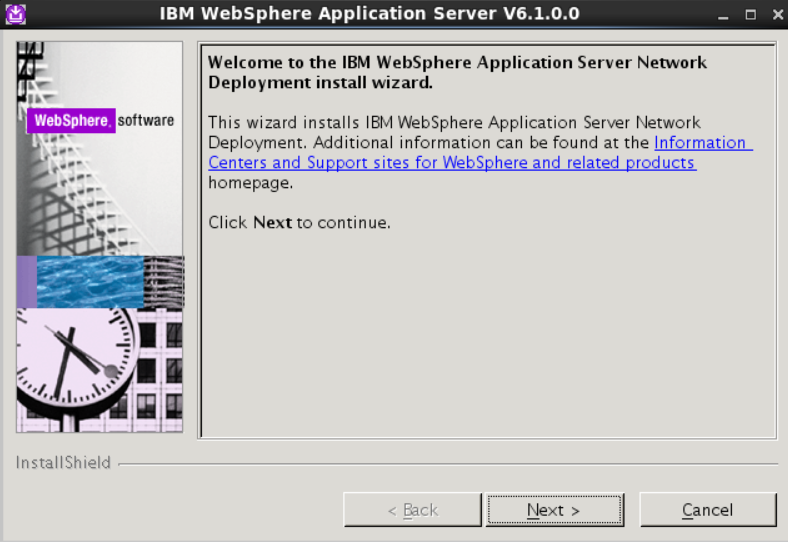 IBM WebSphere Application Server V6.1.0.0
WebSphere. software
Welcome to the IBM WebSphere Application Server Network
Deployment install wizard.
This wizard installs IBM WebSphere Application Server Network
Deployment. Additional information can be found at the Information
Centers and Support sites for WebSphere and related products
homepage.
Click Next to continue.
InstallShield
< Back
Next >
Cancel